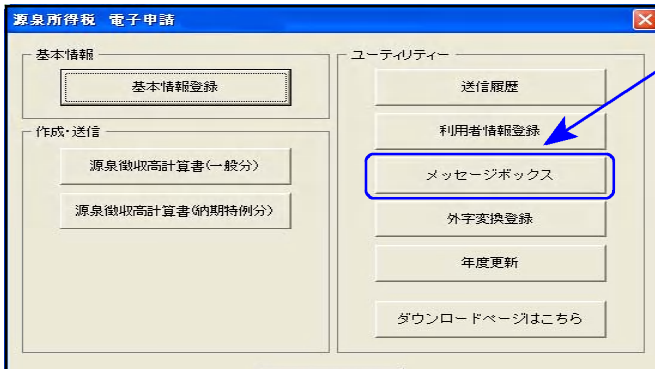 源泉所得税 電子申請
基本情報
基本情報登録
作成・送信
源泉徴収高計算書(一般分)
源泉徴収高計算書(納期特例分)
ユーティリティー
送信履歴
利用者情報登録
メッセージボックス
外字変換登録
年度更新
ダウンロードページはこちら